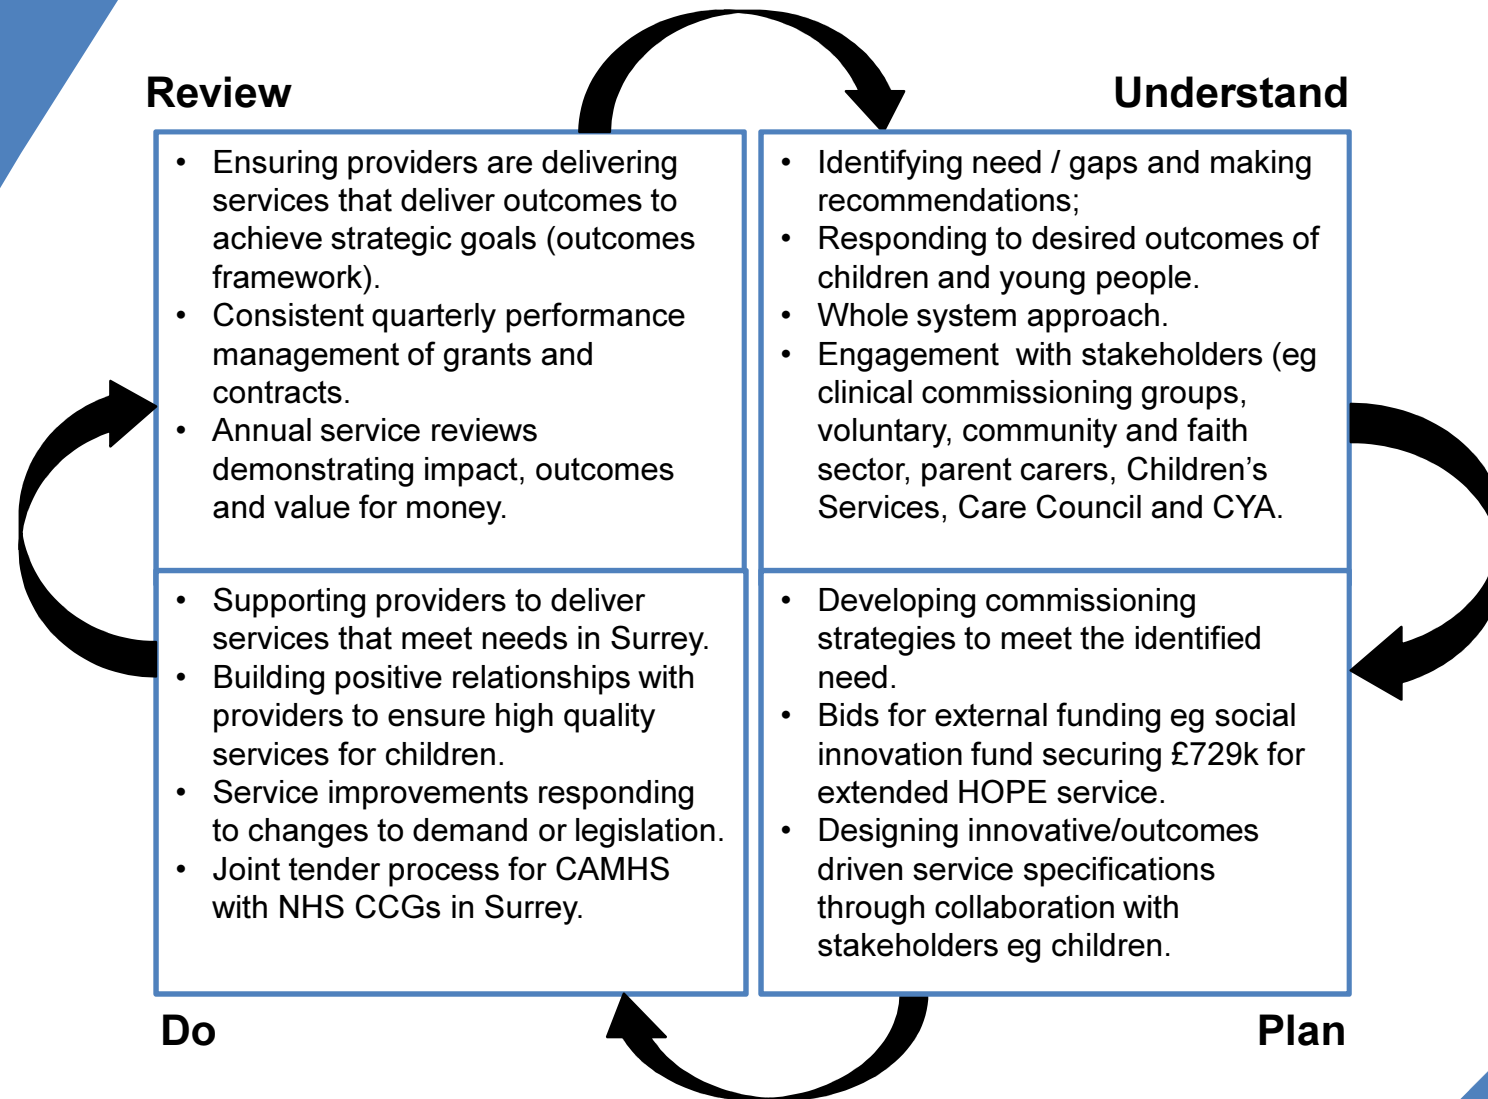 Review
• Ensuring providers are delivering
services that deliver outcomes to
achieve strategic goals (outcomes
framework).
• Consistent quarterly performance
management of grants and
contracts.
• Annual service reviews
demonstrating impact, outcomes
and value for money.
Understand
• Identifying need / gaps and making
recommendations;
• Responding to desired outcomes of
children and young people.
• Whole system approach.
• Engagement  with stakeholders (eg
clinical commissioning groups,
voluntary, community and faith
sector, parent carers, Children’s
Services, Care Council and CYA.
• Supporting providers to deliver
services that meet needs in Surrey.
• Building positive relationships with
providers to ensure high quality
services for children.
• Service improvements responding
to changes to demand or legislation.
• Joint tender process for CAMHS
with NHS CCGs in Surrey.
Do
• Developing commissioning
strategies to meet the identified
need.
• Bids for external funding eg social
innovation fund securing £729k for
extended HOPE service.
• Designing innovative/outcomes
driven service specifications
through collaboration with
stakeholders eg children.
Plan